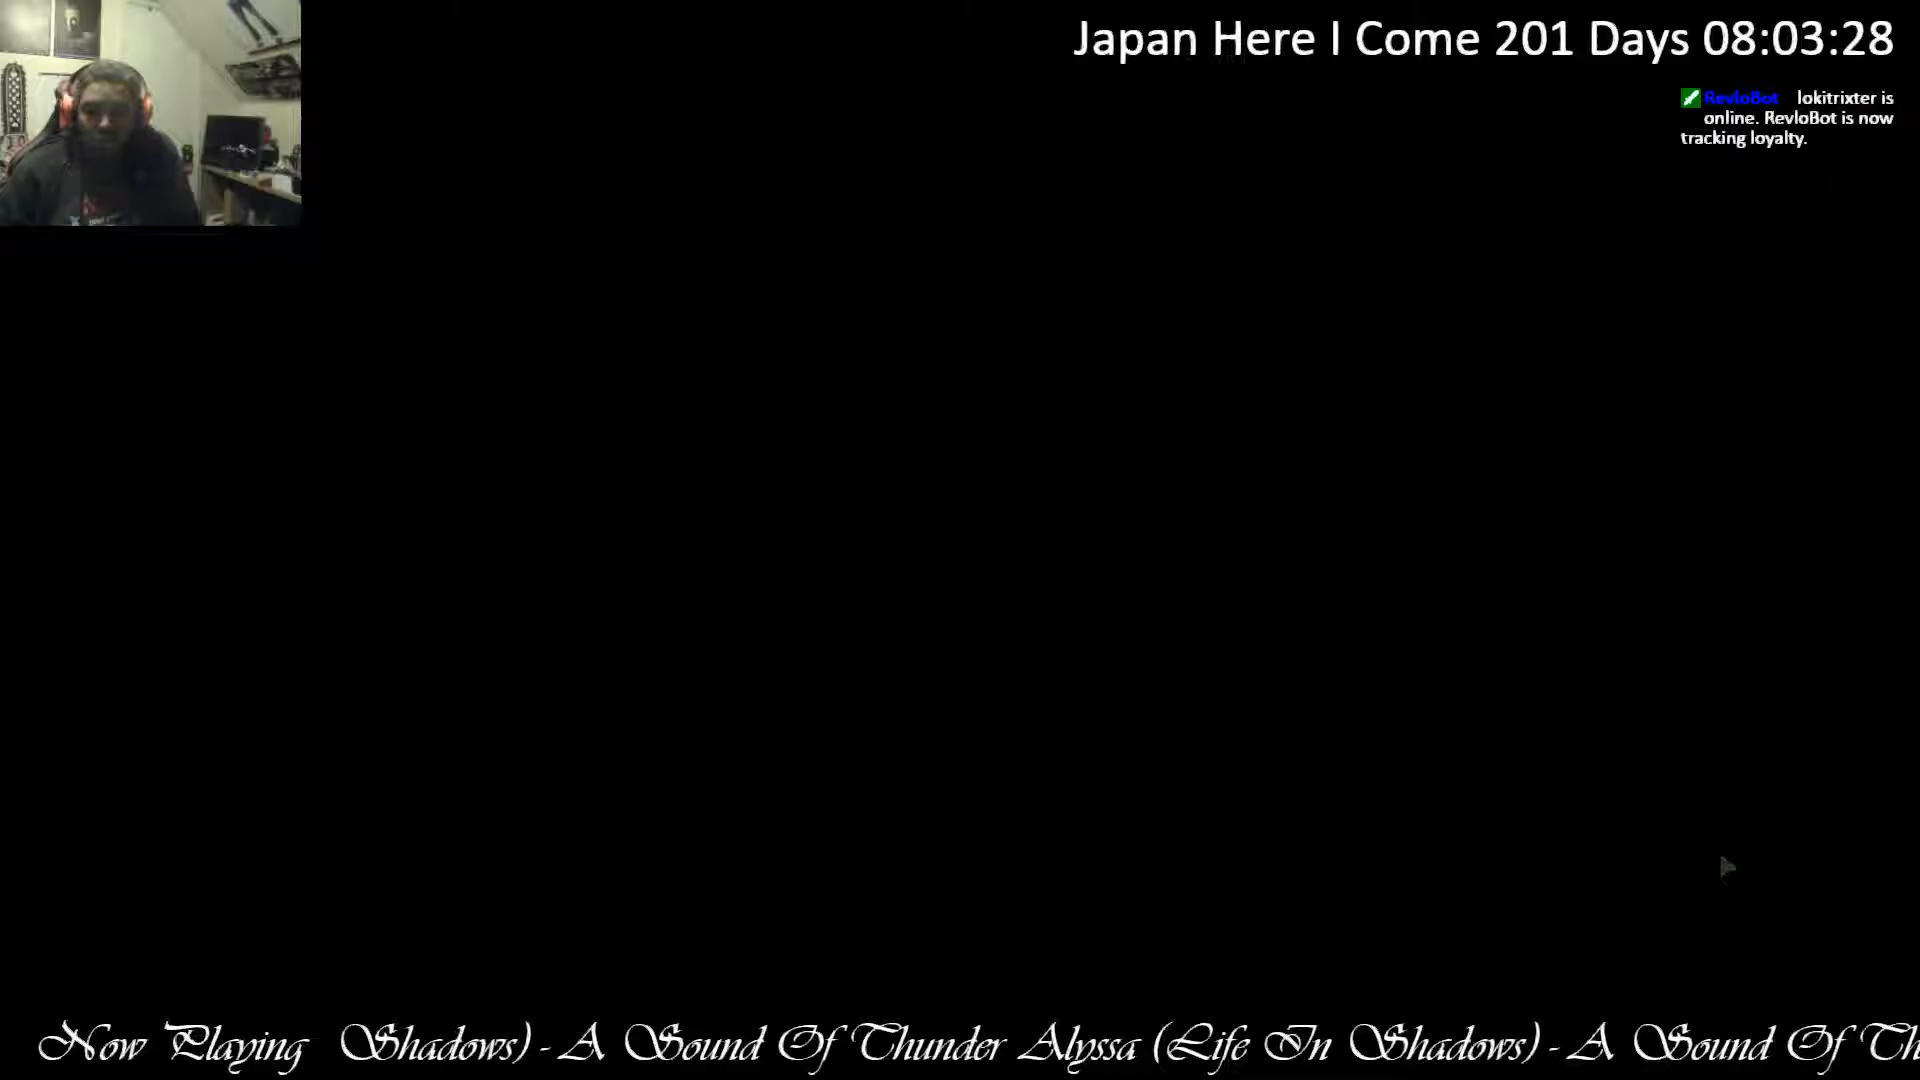 Japan Here I Come 201 Days 08:03:28
RevloBot lokitrixter is
online. RevloBot is now
tracking loyalty.
Now Playing Shadows) - A Sound Of Thunder Alyssa (Life In Shadows) - A Sound Of Th